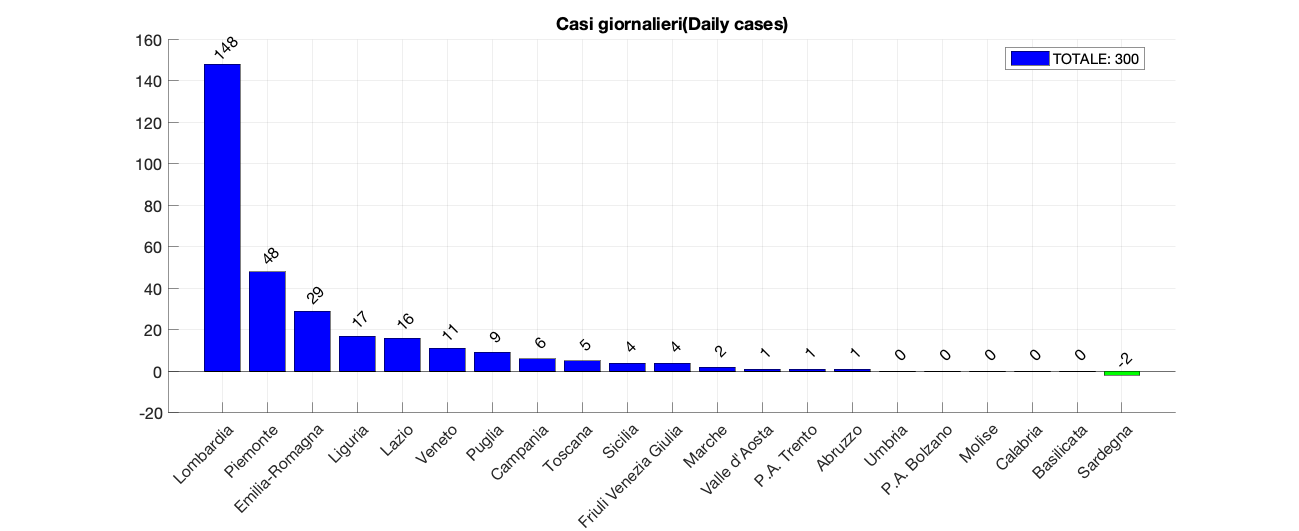 Casi giornalieri(Daily cases)
TOTALE: 300
160
140
120
100
80
60
40
20
0
-20
148
48
29
17
16
11
9
6
5
4
4
2
1
1
1
0
0
0
0
0
-2
Lombardia
Piemonte
Emilia-Romagna
Liguria
Lazio
Veneto
Puglia
Campania
Toscana
Sicilia
Friuli Venezia Giulia
Marche
Valle d'Aosta
P.A. Trento
Abruzzo
Umbria
P.A. Bolzano
Molise
Calabria
Basilicata
Sardegna